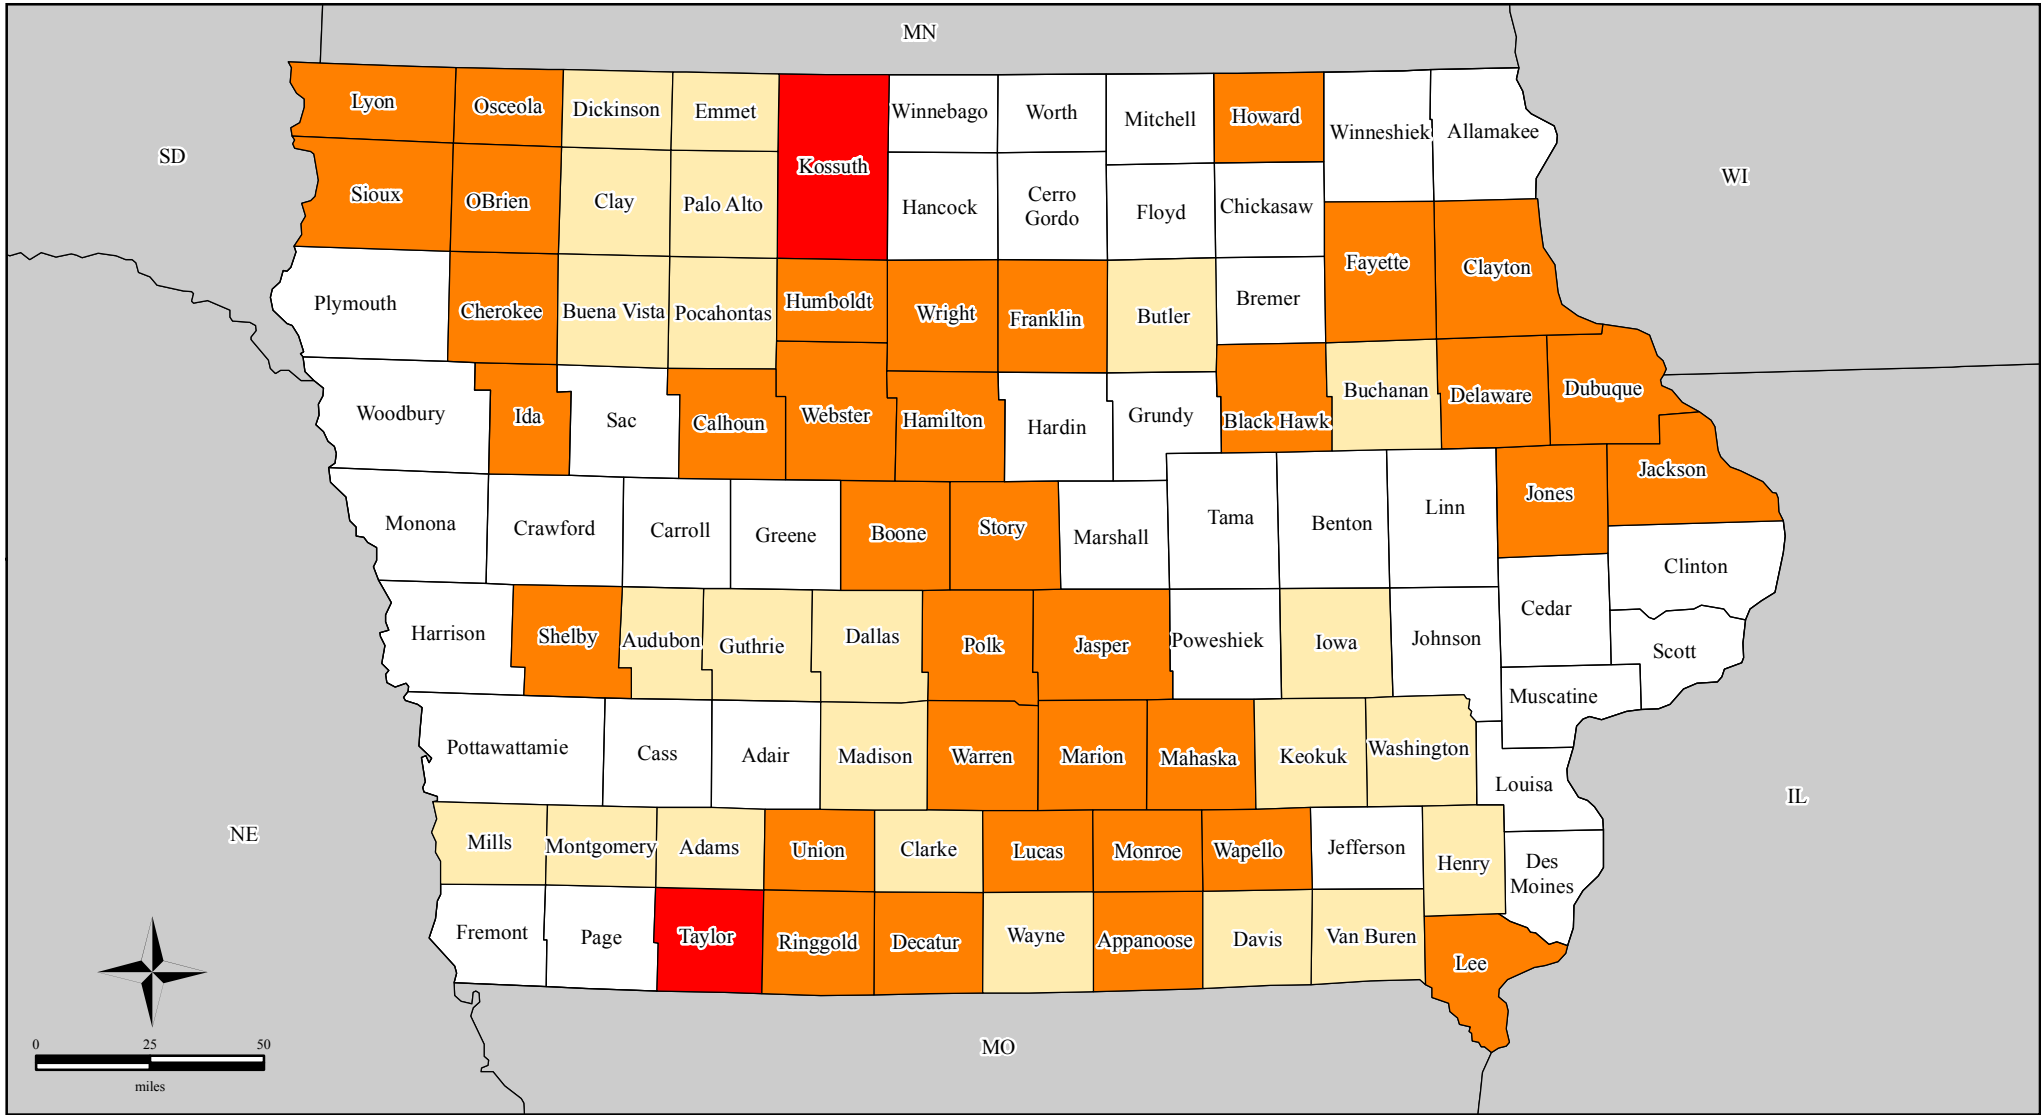 MN
Lyon
Osceola
Dickinson
Emmet
Kossuth
Winnebago
Worth
Mitchell
Howard
Winneshiek
Allamakee
SD
WI
Sioux
OBrien
Clay
Palo Alto
Hancock
Cerro
Gordo
Floyd
Chickasaw
Fayette
Clayton
Plymouth
Cherokee
Buena Vista
Pocahontas
Humboldt
Wright
Franklin
Butler
Bremer
Woodbury
Ida
Sac
Calhoun
Webster
Hamilton
Hardin
Grundy
Black Hawk
Buchanan
Delaware
Dubuque
Monona
Crawford
Carroll
Greene
Boone
Story
Marshall
Tama
Benton
Linn
Jones
Jackson
Clinton
Harrison
Shelby
Audubon
Guthrie
Dallas
Polk
Jasper
Poweshiek
Iowa
Johnson
Cedar
Scott
Muscatine
Pottawattamie
Cass
Adair
Madison
Warren
Marion
Mahaska
Keokuk
Washington
Louisa
IL
NE
Mills
Montgomery
Adams
Union
Clarke
Lucas
Monroe
Wapello
Jefferson
Henry
Des
Moines
Fremont
Page
Taylor
Ringgold
Decatur
Wayne
Appanoose
Davis
Van Buren
Lee
MO
0 25 50
miles